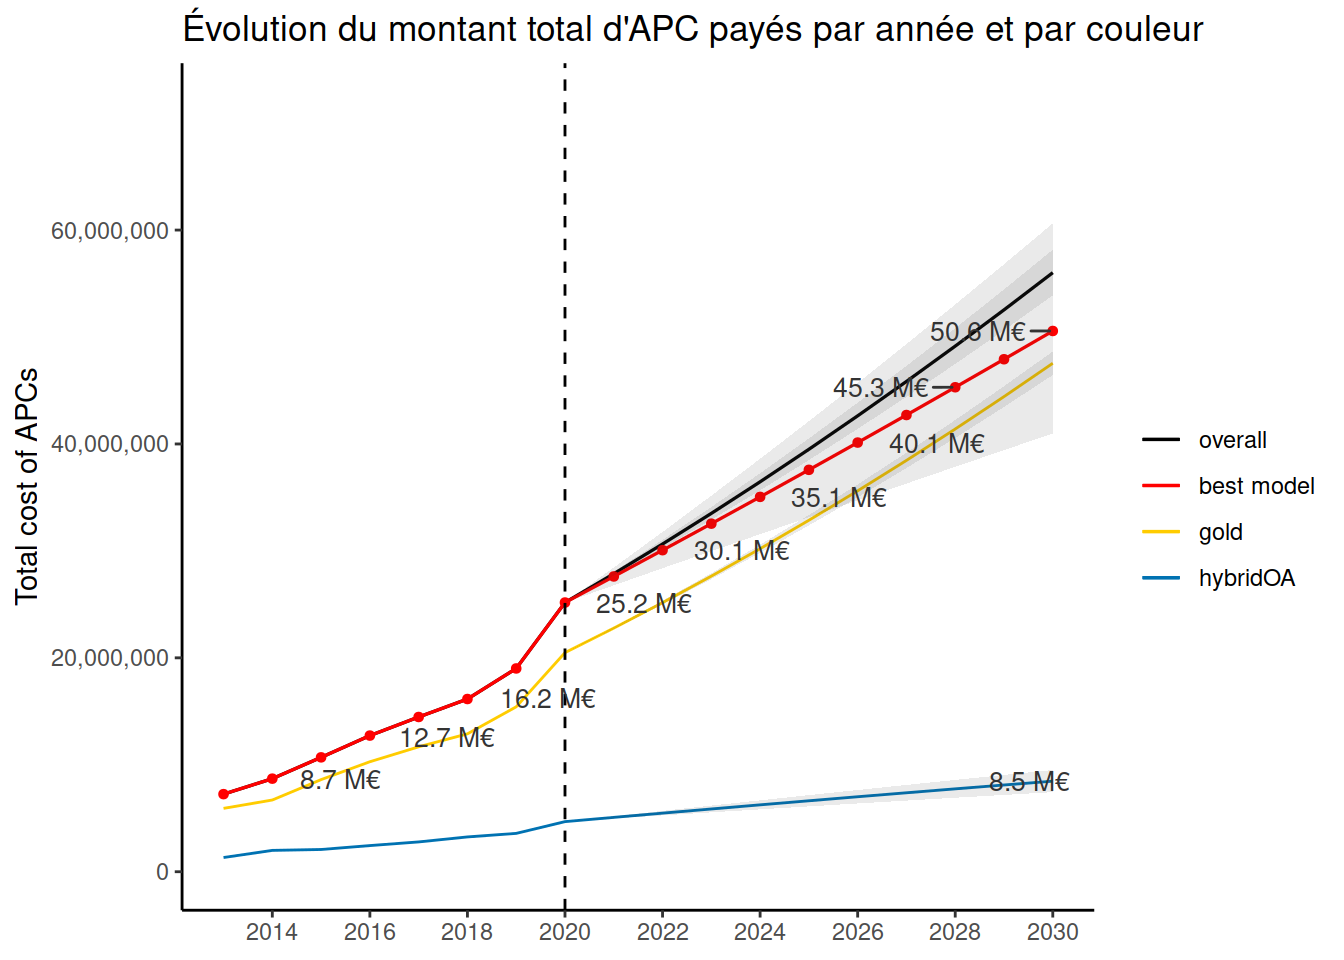 Évolution du montant total d'APC payés par année et par couleur
Total cost of APCs
60,000,000
40,000,000
20,000,000
0
50.6 M€
45.3 M€
40.1 M€
35.1 M€
30.1 M€
25.2 M€
16.2 M€
12.7 M€
8.7 M€
8.5 M€
2014 2016 2018 2020 2022 2024 2026 2028 2030
overall
best model
gold
hybridOA